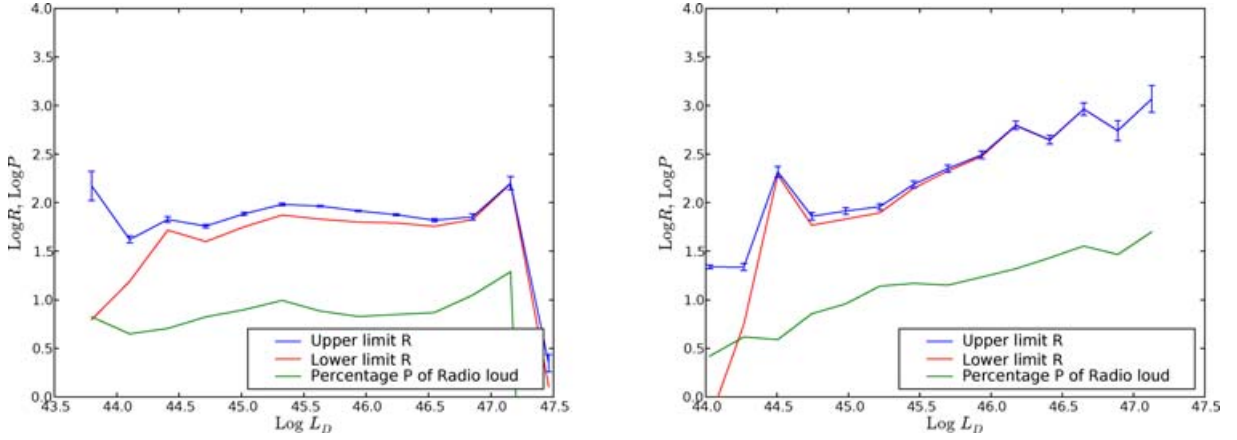 4.0
3.5
3.0
2.5
2.0
1.5
1.0
0.5
0.0
LogR, LogP
Upper limit R
Lower limit R
Percentage P of Radio loud
43.5 44.0 44.5 45.0 45.5 46.0 46.5 47.0 47.5
Log L_D
4.0
3.5
3.0
2.5
2.0
1.5
1.0
0.5
0.0
LogR, LogP
Upper limit R
Lower limit R
Percentage P of Radio loud
44.0 44.5 45.0 45.5 46.0 46.5 47.0 47.5
Log L_D